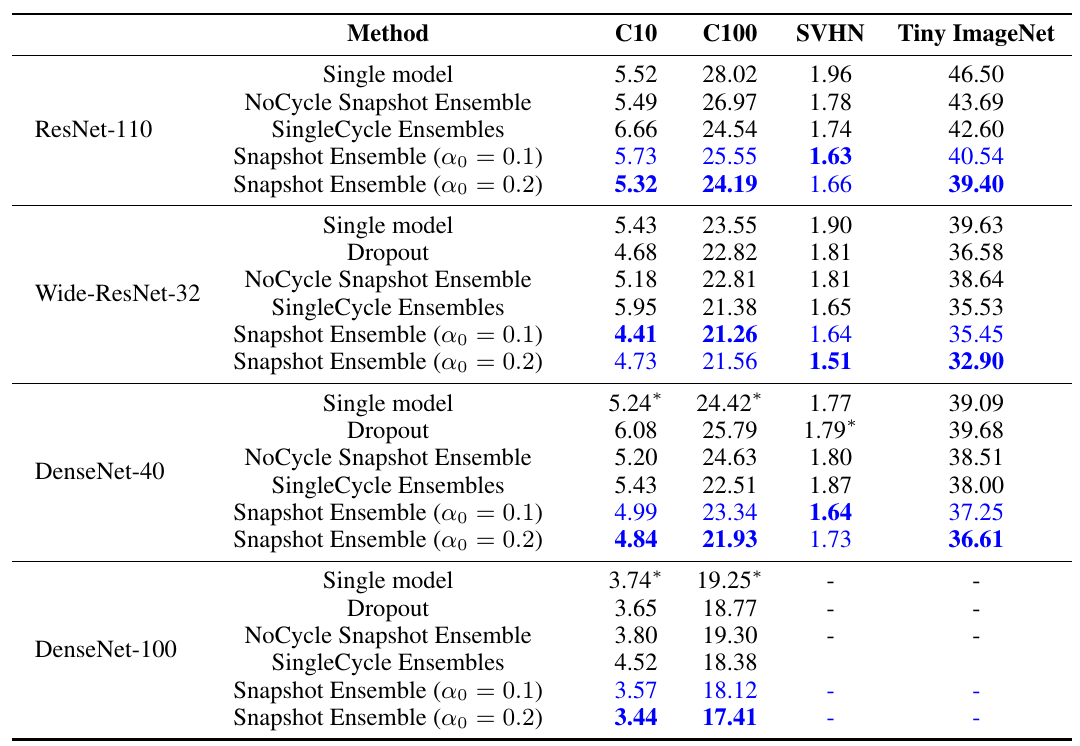 Method C10 C100 SVHN Tiny ImageNet
ResNet-110
Single model 5.52 28.02 1.96 46.50
NoCycle Snapshot Ensemble 5.49 26.97 1.78 43.69
SingleCycle Ensembles 6.66 24.54 1.74 42.60
Snapshot Ensemble (α₀ = 0.1) 5.73 25.55 1.63 40.54
Snapshot Ensemble (α₀ = 0.2) 5.32 24.19 1.66 39.40
Wide-ResNet-32
Single model 5.43 23.55 1.90 39.63
Dropout 4.68 22.82 1.81 36.58
NoCycle Snapshot Ensemble 5.18 22.81 1.81 38.64
SingleCycle Ensembles 5.95 21.38 1.65 35.53
Snapshot Ensemble (α₀ = 0.1) 4.41 21.26 1.64 35.45
Snapshot Ensemble (α₀ = 0.2) 4.73 21.56 1.51 32.90
DenseNet-40
Single model 5.24* 24.42* 1.77 39.09
Dropout 6.08 25.79 1.79* 39.68
NoCycle Snapshot Ensemble 5.20 24.63 1.80 38.51
SingleCycle Ensembles 5.43 22.51 1.87 38.00
Snapshot Ensemble (α₀ = 0.1) 4.99 23.34 1.64 37.25
Snapshot Ensemble (α₀ = 0.2) 4.84 21.93 1.73 36.61
DenseNet-100
Single model 3.74* 19.25* - -
Dropout 3.65 18.77 - -
NoCycle Snapshot Ensemble 3.80 19.30 - -
SingleCycle Ensembles 4.52 18.38
Snapshot Ensemble (α₀ = 0.1) 3.57 18.12 - -
Snapshot Ensemble (α₀ = 0.2) 3.44 17.41 - -